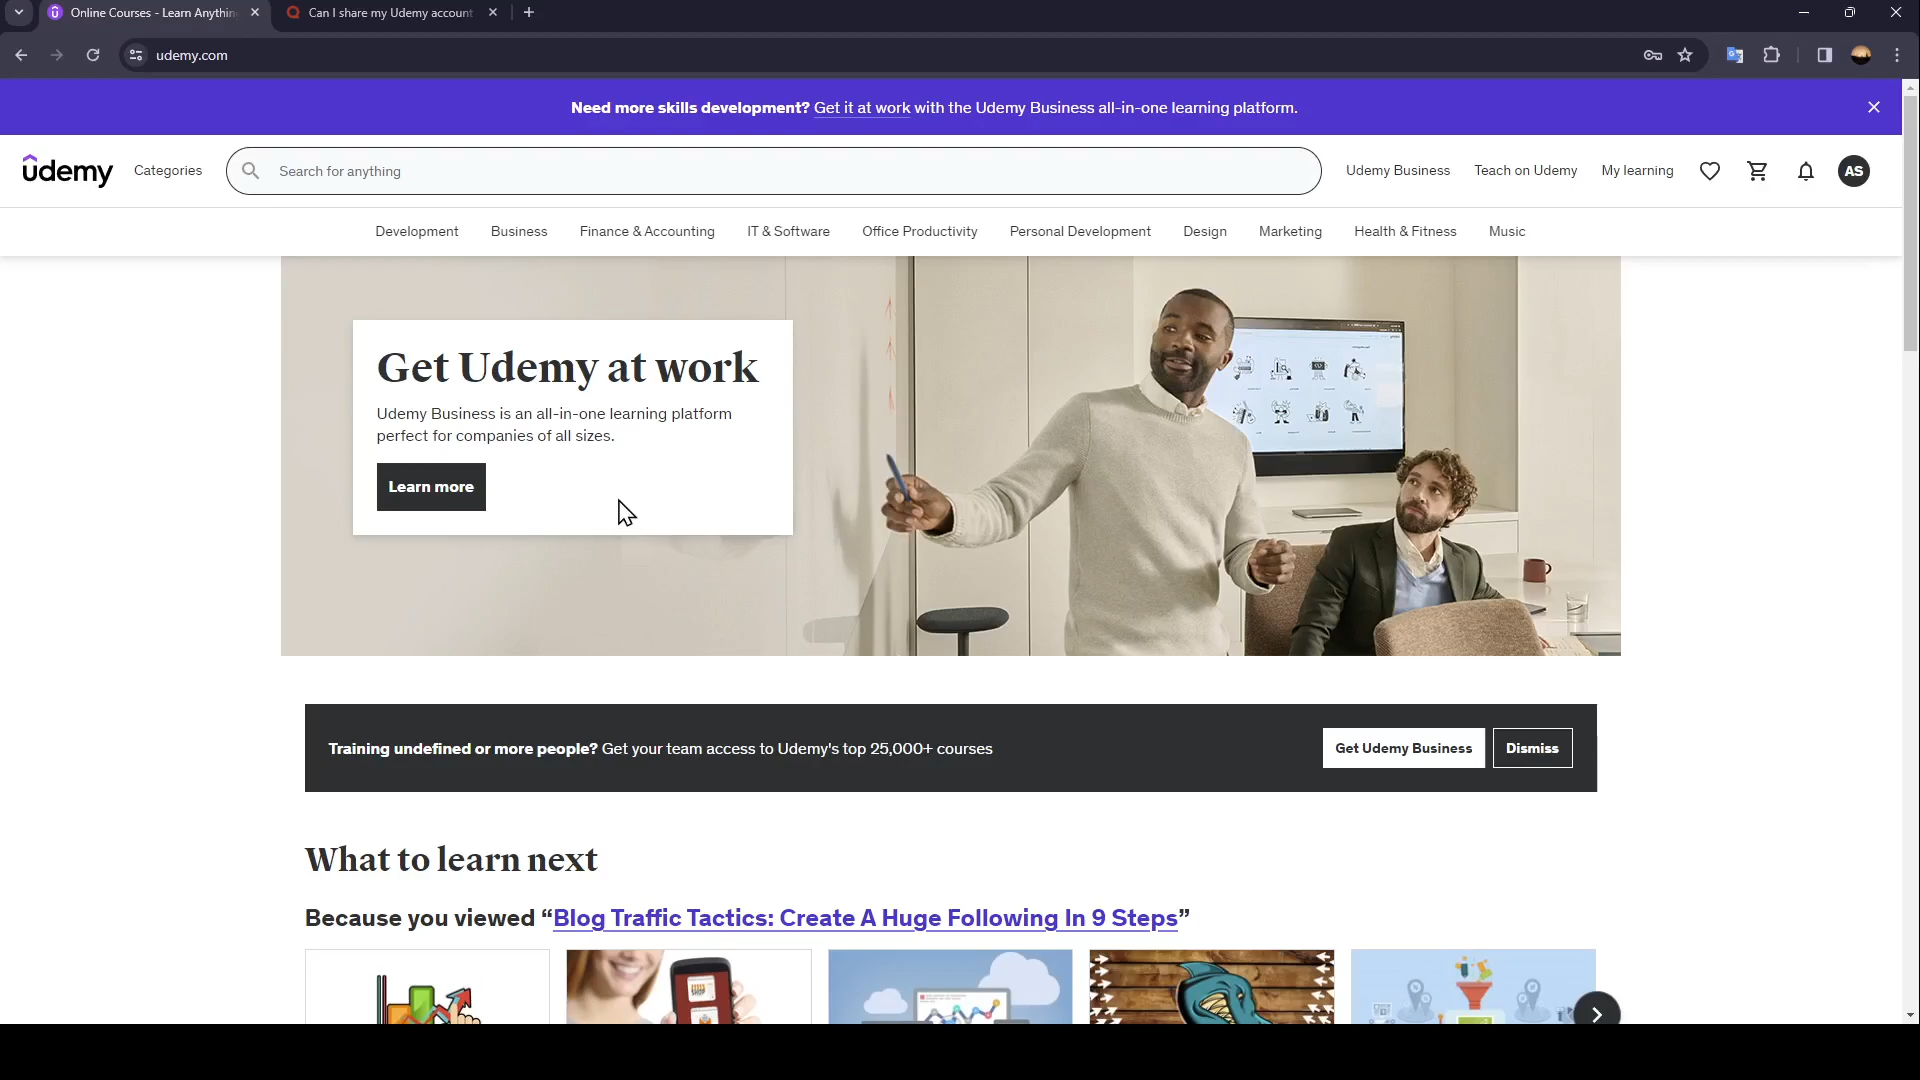 Online Courses - Learn Anythin
Can I share my Udemy account
udemy.com
Need more skills development? Get it at work with the Udemy Business all-in-one learning platform.
udemy
Categories
Search for anything
Udemy Business
Teach on Udemy
My learning
AS
Development
Business
Finance & Accounting
IT & Software
Office Productivity
Personal Development
Design
Marketing
Health & Fitness
Music
Get Udemy at work
Udemy Business is an all-in-one learning platform
perfect for companies of all sizes.
Learn more
Training undefined or more people? Get your team access to Udemy's top 25,000+ courses
Get Udemy Business
Dismiss
What to learn next
Because you viewed “Blog Traffic Tactics: Create A Huge Following In 9 Steps”
SHOP